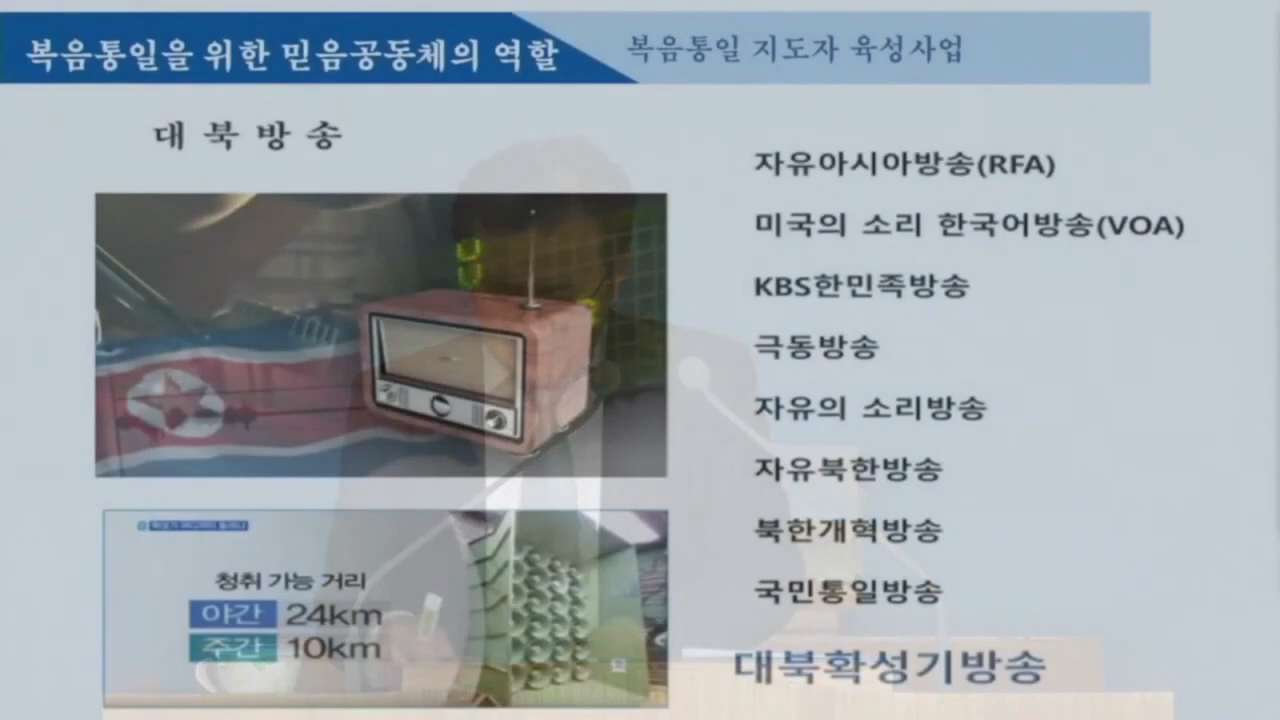 복음통일을 위한 믿음공동체의 역할
복음통일 지도자 육성사업
대북방송
자유아시아방송(RFA)
미국의 소리 한국어방송(VOA)
KBS한민족방송
극동방송
자유의 소리방송
자유북한방송
북한개혁방송
국민통일방송
대북확성기방송
청취 가능 거리
야간 24km
주간 10km